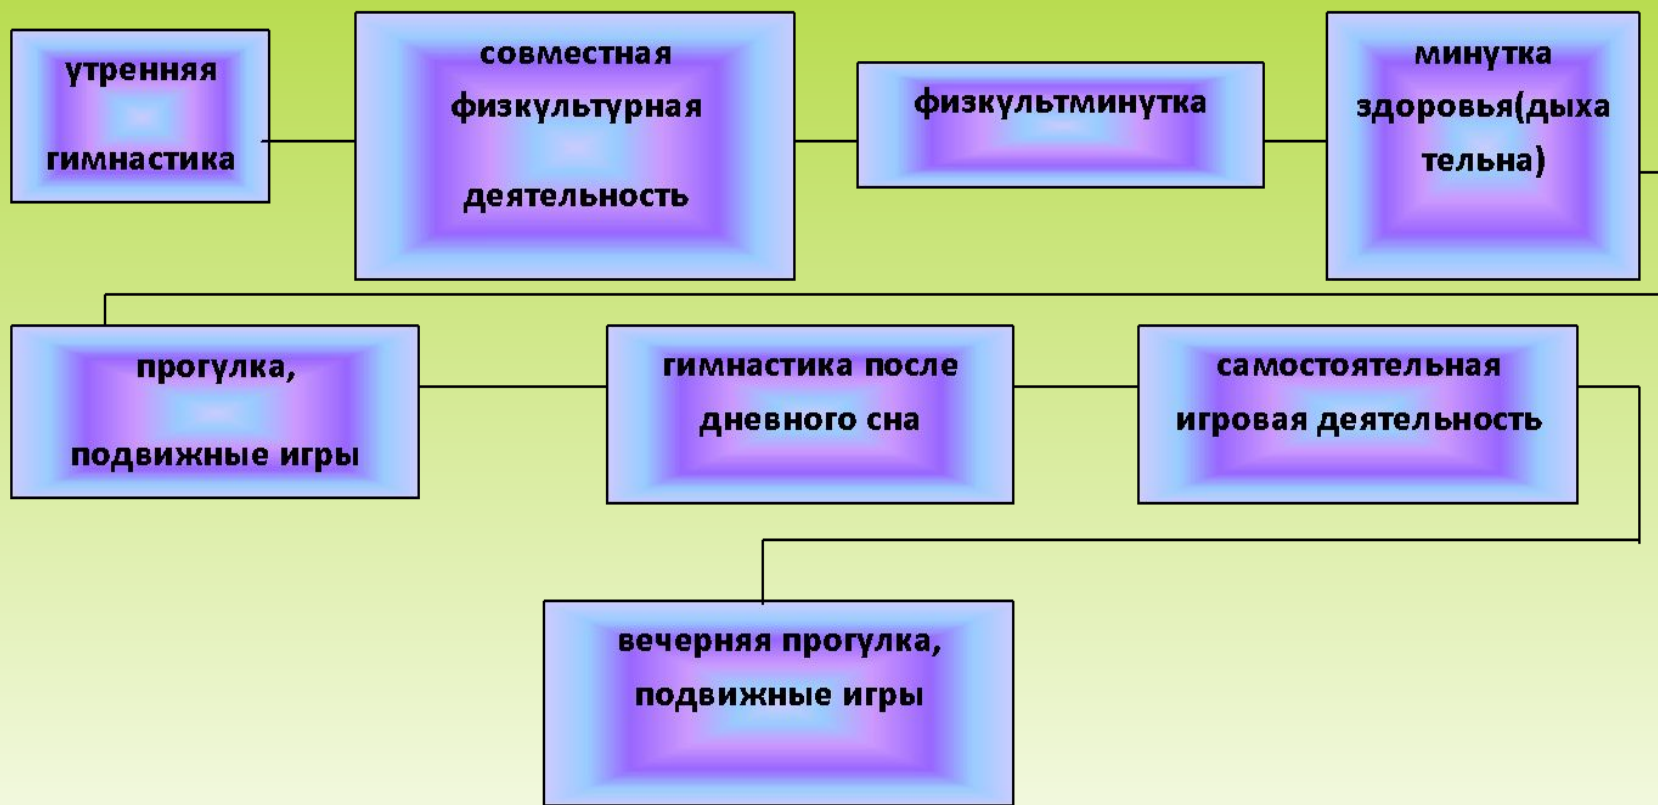 утренняя
гимнастика
совместная
физкультурная
деятельность
физкультминутка
минутка
здоровья(дыха
тельна)
прогулка,
подвижные игры
гимнастика после
дневного сна
самостоятельная
игровая деятельность
вечерняя прогулка,
подвижные игры